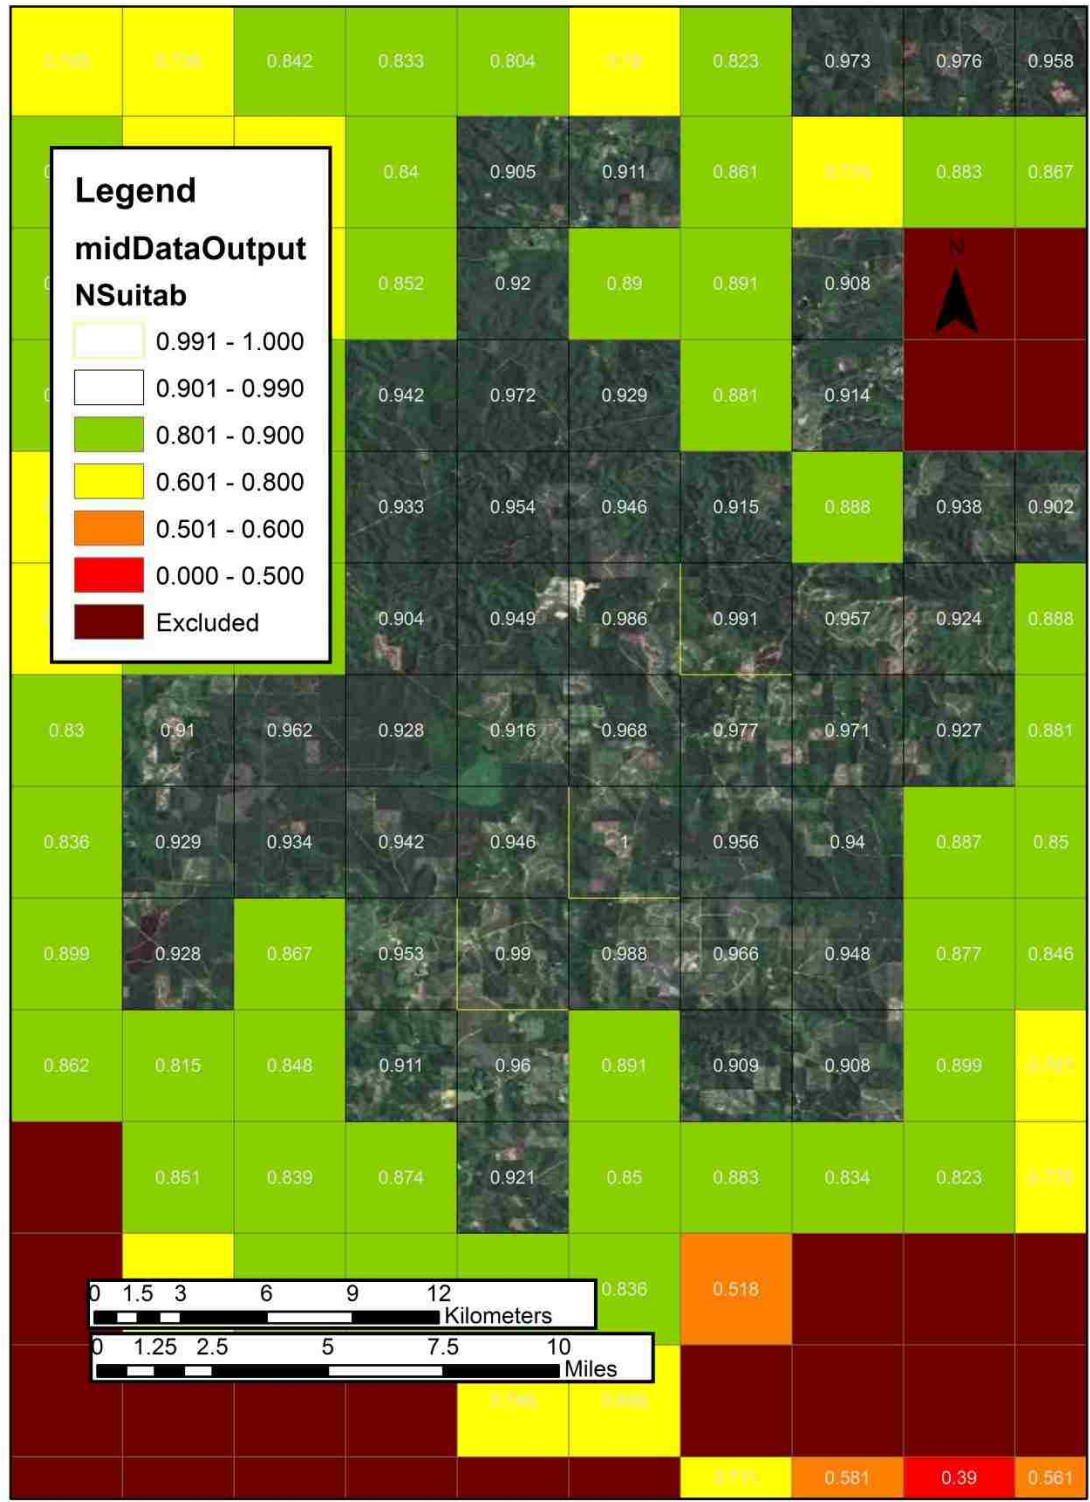 0.842 0.833 0.804 0.823 0.973 0.976 0.958
0.84 0.905 0.911 0.861 0.883 0.867
0.852 0.92 0.89 0.891 0.908
N
0.942 0.972 0.929 0.881 0.914
0.933 0.954 0.946 0.915 0.888 0.938 0.902
0.904 0.949 0.986 0.991 0.957 0.924 0.888
Legend
midDataOutput
NSuitab
0.991 - 1.000
0.901 - 0.990
0.801 - 0.900
0.601 - 0.800
0.501 - 0.600
0.000 - 0.500
Excluded
0.83 0.91 0.962 0.928 0.916 0.968 0.977 0.971 0.927 0.881
0.836 0.929 0.934 0.942 0.946 1 0.956 0.94 0.887 0.85
0.899 0.928 0.867 0.953 0.99 0.988 0.966 0.948 0.877 0.846
0.862 0.815 0.848 0.911 0.96 0.891 0.909 0.908 0.899
0.851 0.839 0.874 0.921 0.85 0.883 0.834 0.823
0.836 0.518
0 1.5 3 6 9 12
Kilometers
0 1.25 2.5 5 7.5 10
Miles
0.581 0.39 0.561